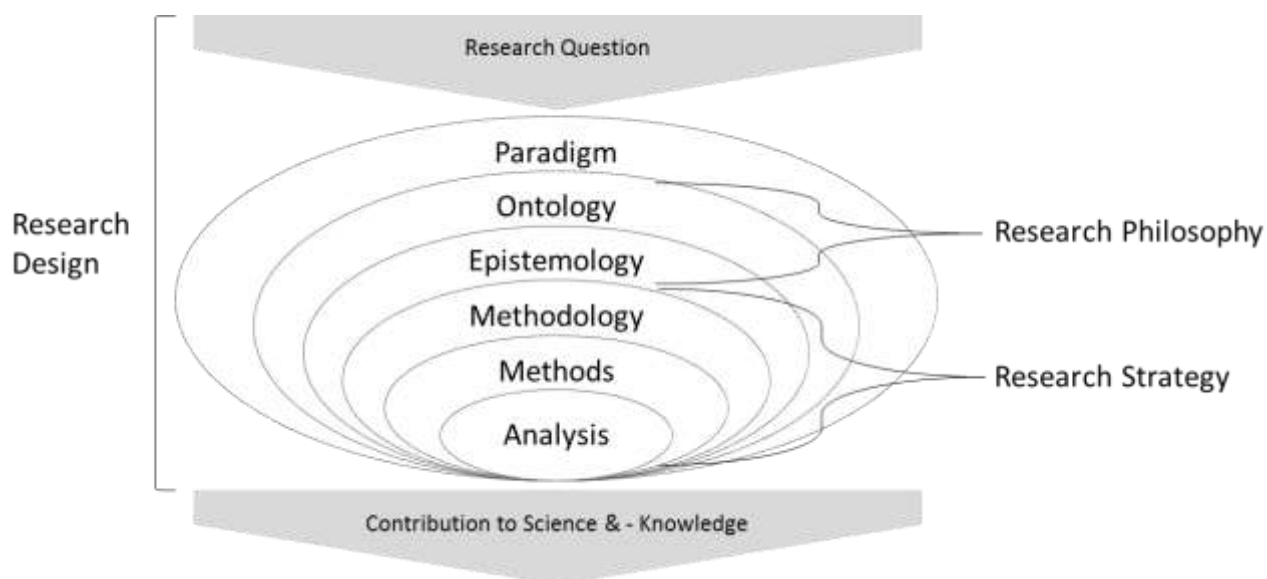 Research Question
Paradigm
Ontology
Epistemology
Methodology
Methods
Analysis
Research
Design
Research Philosophy
Research Strategy
Contribution to Science & - Knowledge